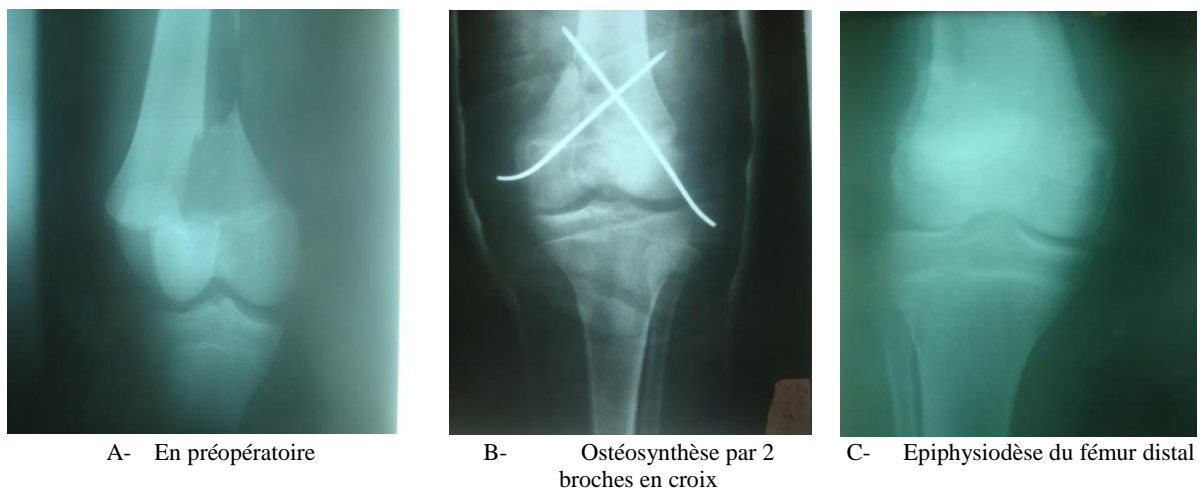 A- En préopératoire
B- Ostéosynthèse par 2
broches en croix
C- Epiphysiodèse du fémur distal